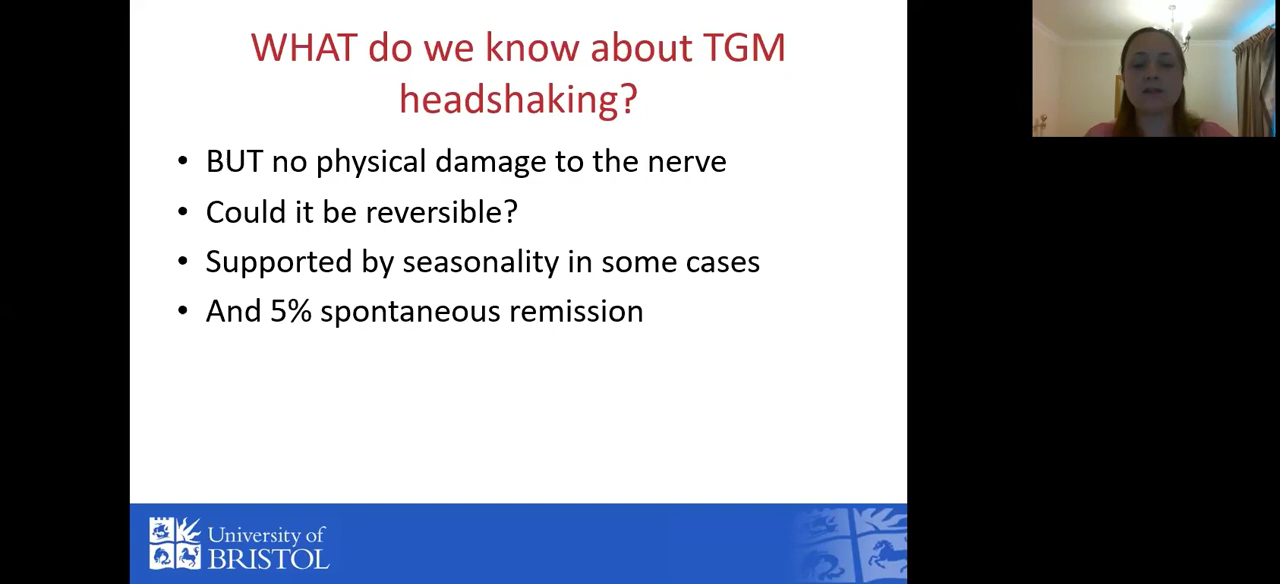 WHAT do we know about TGM
headshaking?
• BUT no physical damage to the nerve
• Could it be reversible?
• Supported by seasonality in some cases
• And 5% spontaneous remission
University of
BRISTOL